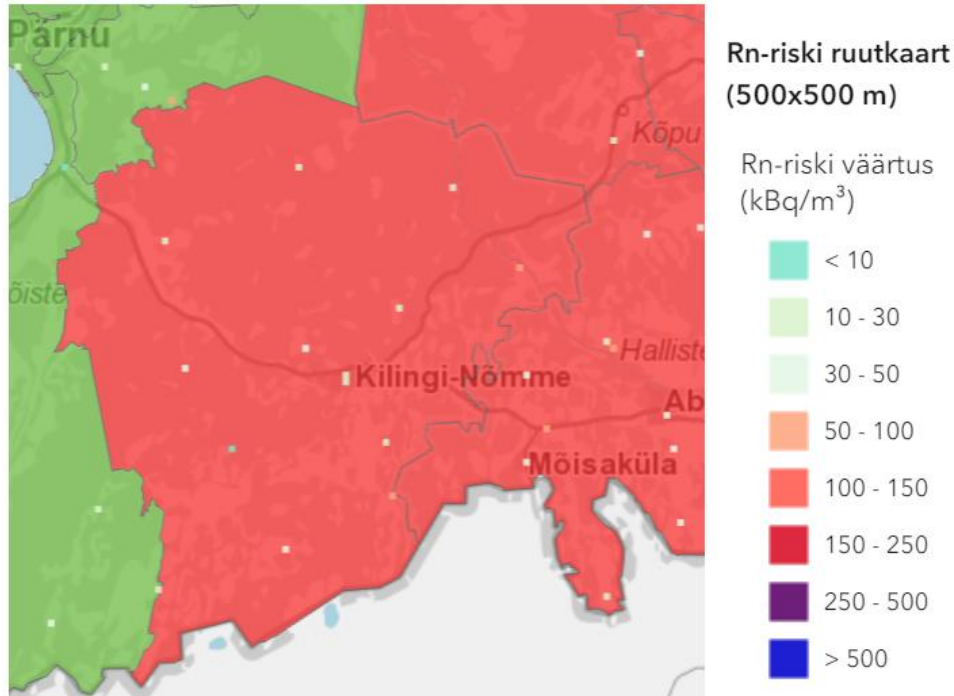 Pärnu
Kõpu
õiste
Halliste
Kilingi-Nõmme
Ab
Mõisaküla
Rn-riski ruutkaart
(500x500 m)
Rn-riski väärtus
(kBq/m³)
< 10
10 - 30
30 - 50
50 - 100
100 - 150
150 - 250
250 - 500
> 500